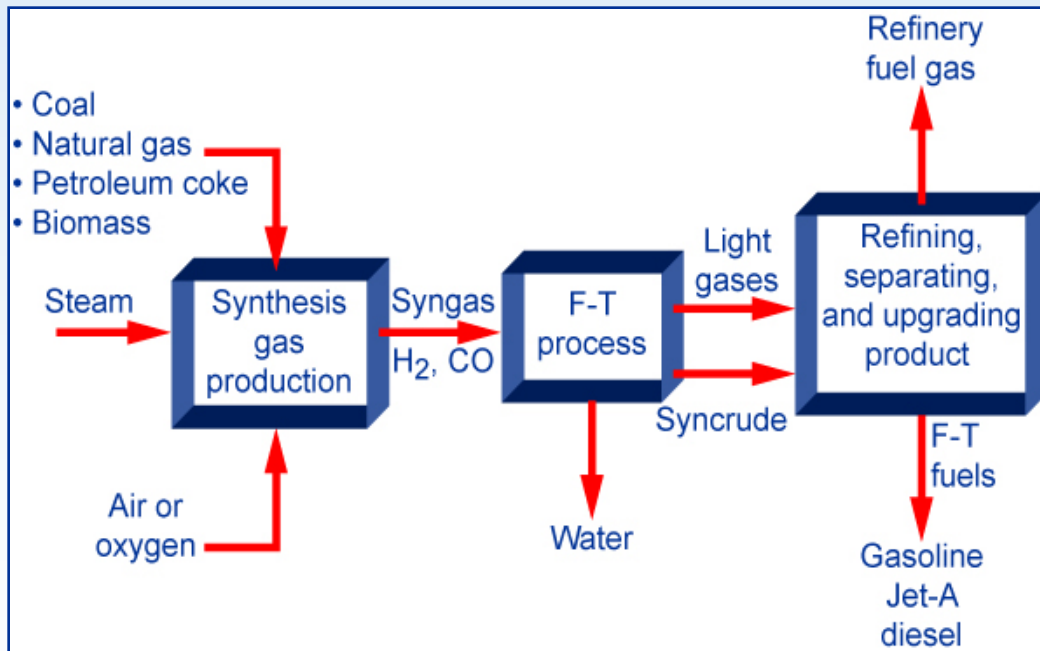 • Coal
• Natural gas
• Petroleum coke
• Biomass
Steam
Air or
oxygen
Synthesis
gas
production
Syngas
H₂, CO
F-T
process
Water
Light
gases
Syncrude
Refinery
fuel gas
Refining,
separating,
and upgrading
product
F-T
fuels
Gasoline
Jet-A
diesel